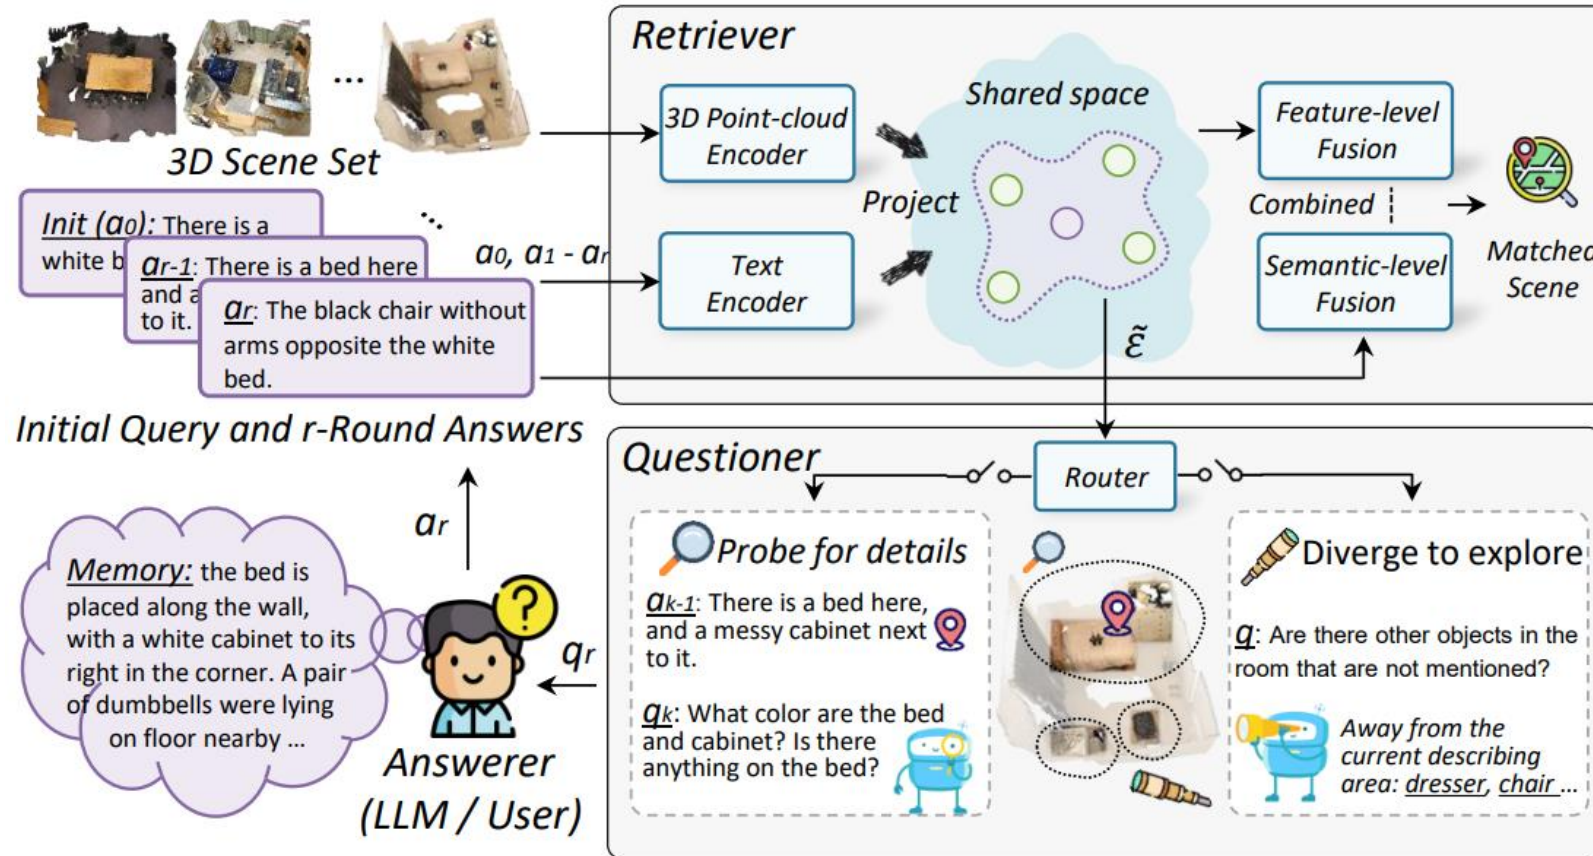 Retriever
...
3D Scene Set
3D Point-cloud
Encoder
Shared space
Feature-level
Fusion
Project
Combined
Matched
Scene
Text
Encoder
Semantic-level
Fusion
ε̃
Init (a0): There is a
white b
...
ar-1: There is a bed here
and a
to it.
ar: The black chair without
arms opposite the white
bed.
a0, a1 - ar
Initial Query and r-Round Answers
ar
Memory: the bed is
placed along the wall,
with a white cabinet to its
right in the corner. A pair
of dumbbells were lying
on floor nearby ...
?
qr
Answerer
(LLM / User)
Questioner
Router
Probe for details
ak-1: There is a bed here,
and a messy cabinet next
to it.
qk: What color are the bed
and cabinet? Is there
anything on the bed?
Diverge to explore
q: Are there other objects in the
room that are not mentioned?
Away from the
current describing
area: dresser, chair ...